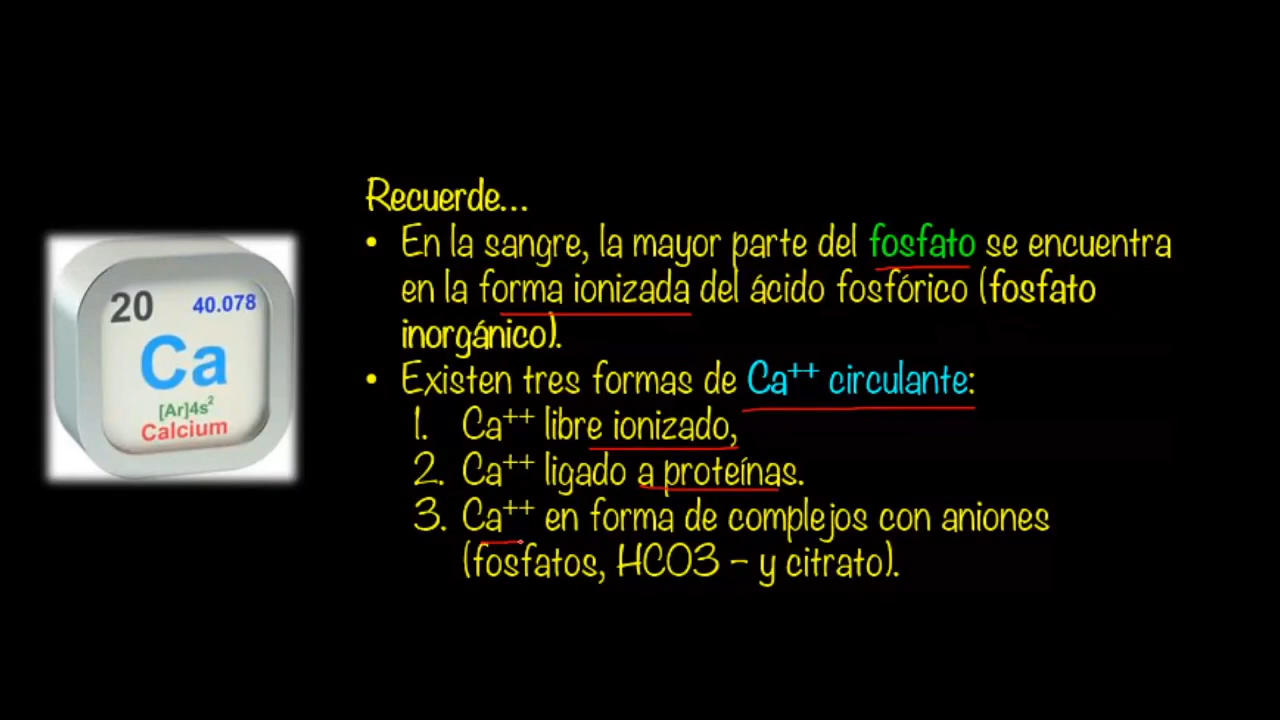 20 40.078
Ca
[Ar]4s²
Calcium
Recuerde...
• En la sangre, la mayor parte del fosfato se encuentra
en la forma ionizada del ácido fosfórico (fosfato
inorgánico).
• Existen tres formas de Ca⁺⁺ circulante:
1. Ca⁺⁺ libre ionizado,
2. Ca⁺⁺ ligado a proteínas.
3. Ca⁺⁺ en forma de complejos con aniones
(fosfatos, HCO3 – y citrato).